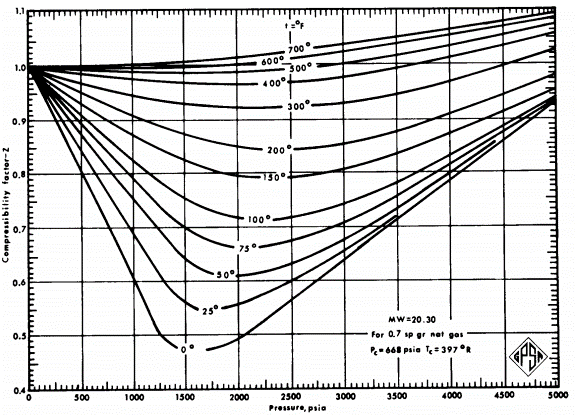 1.1
t = °F
700°
600°
1.0
500°
400°
300°
0.9
200°
0.8
150°
Compressibility factor-Z
100°
0.7
75°
50°
0.6
25°
0.5
0°
MW=20.30
For 0.7 sp gr nat gas
Pc=668 psia Tc=397 °R
GPSA
0.4
0 500 1000 1500 2000 2500 3000 3500 4000 4500 5000
Pressure, psia